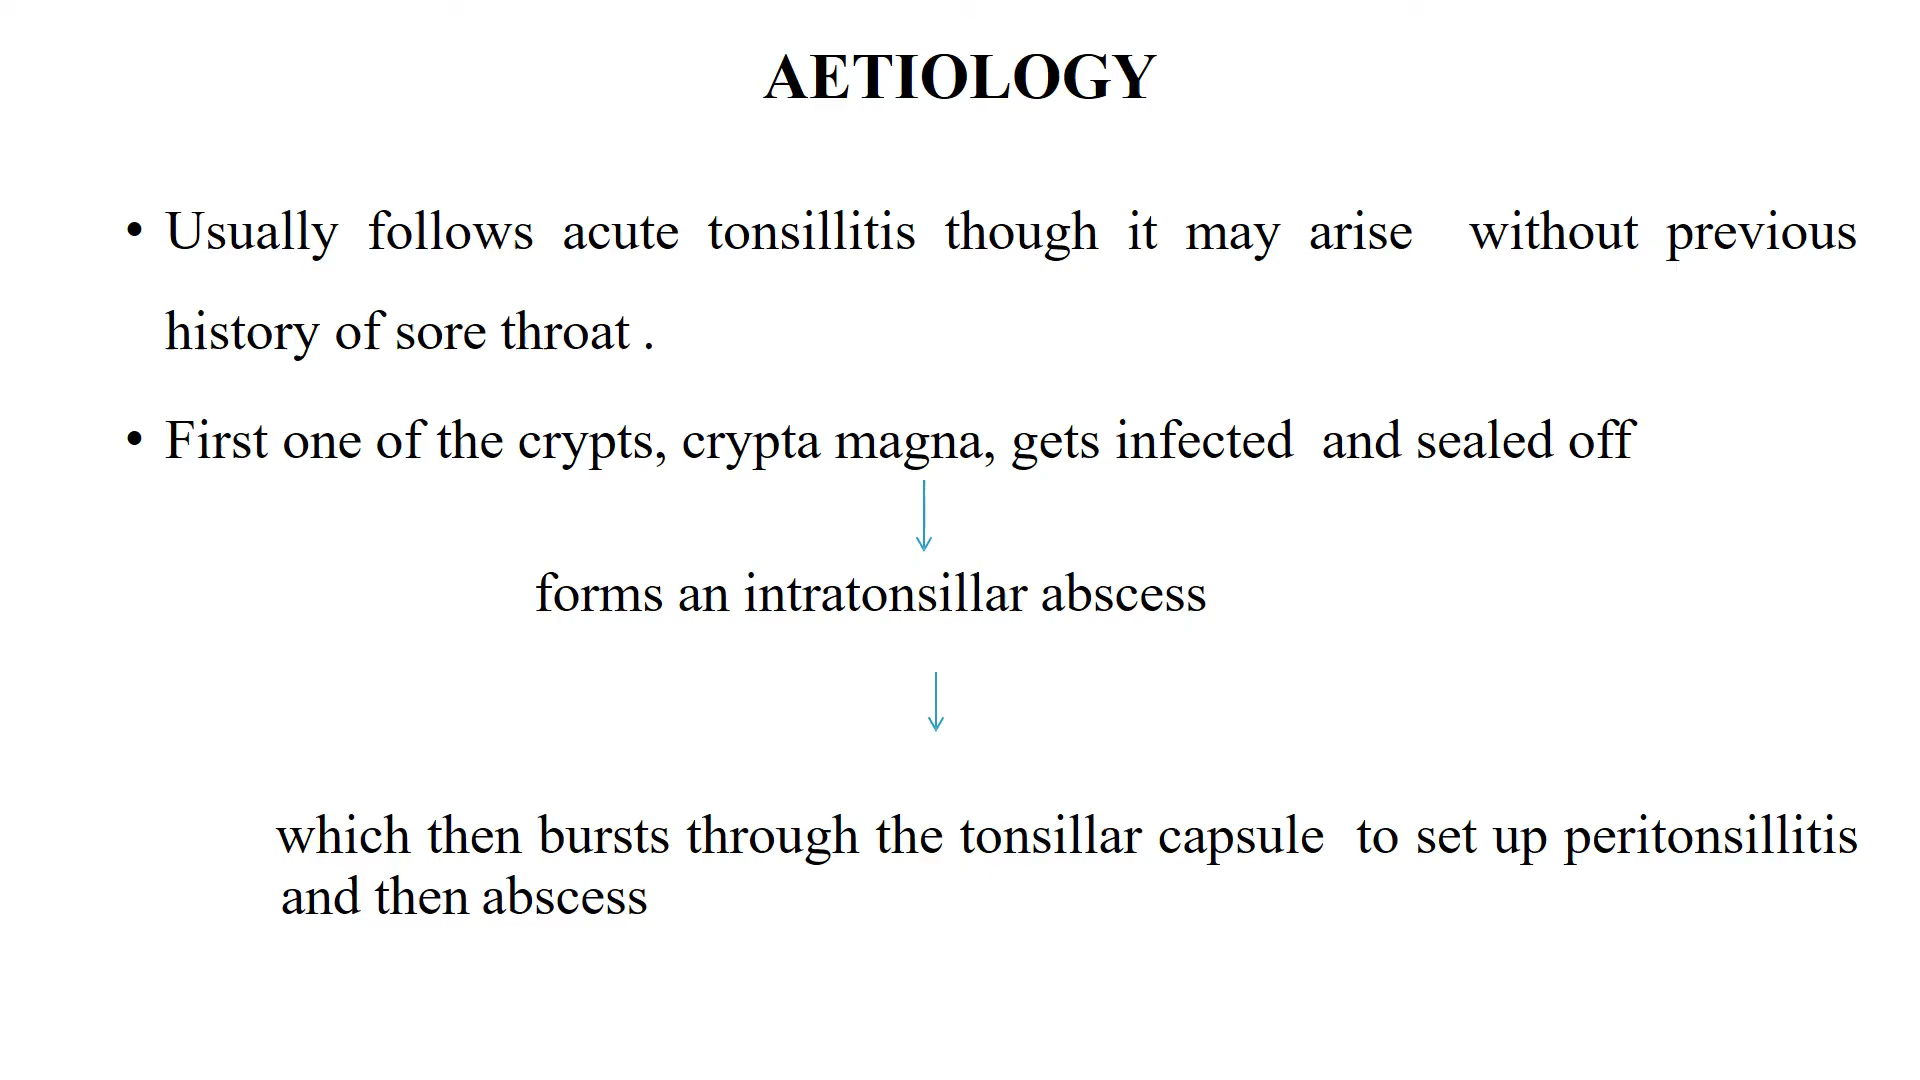 AETIOLOGY
• Usually follows acute tonsillitis though it may arise without previous
history of sore throat .
• First one of the crypts, crypta magna, gets infected and sealed off
forms an intratonsillar abscess
which then bursts through the tonsillar capsule to set up peritonsillitis
and then abscess